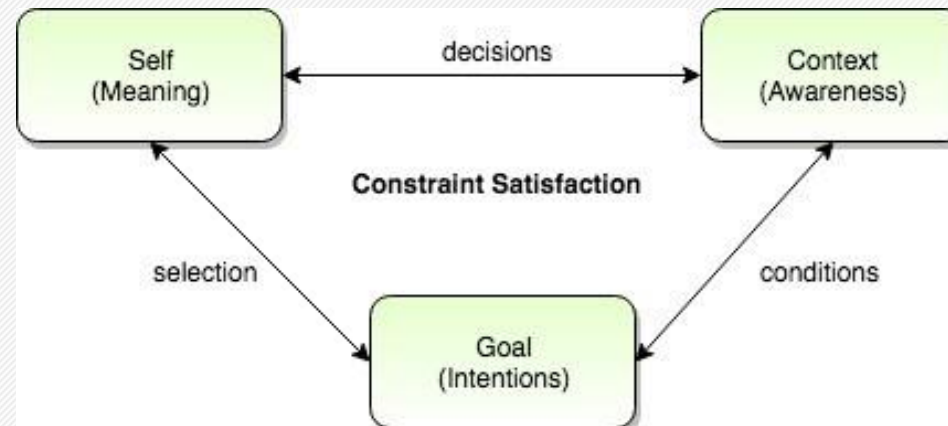 decisions
Self
(Meaning)
Context
(Awareness)
Constraint Satisfaction
selection
conditions
Goal
(Intentions)